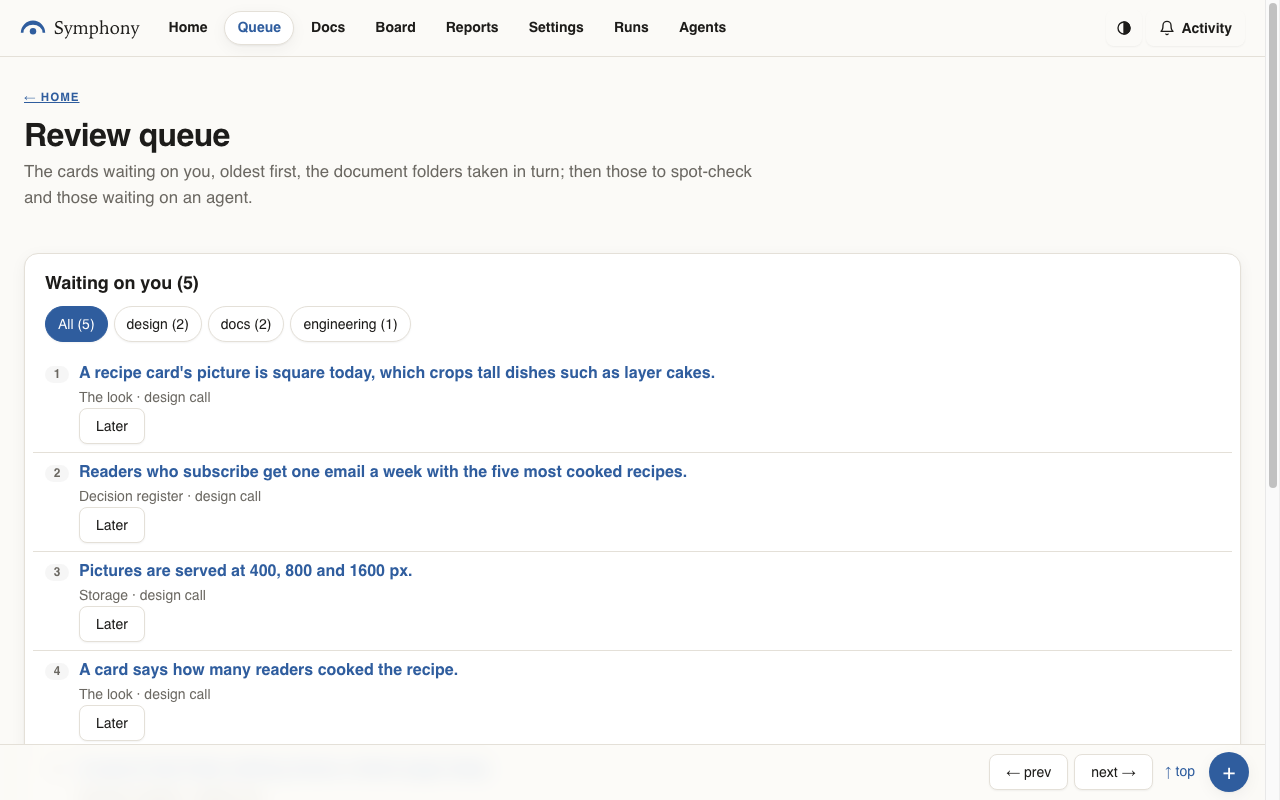 Symphony Home Queue Docs Board Reports Settings Runs Agents Activity
← HOME
Review queue
The cards waiting on you, oldest first, the document folders taken in turn; then those to spot-check
and those waiting on an agent.
Waiting on you (5)
All (5) design (2) docs (2) engineering (1)
1 A recipe card's picture is square today, which crops tall dishes such as layer cakes.
The look · design call
Later
2 Readers who subscribe get one email a week with the five most cooked recipes.
Decision register · design call
Later
3 Pictures are served at 400, 800 and 1600 px.
Storage · design call
Later
4 A card says how many readers cooked the recipe.
The look · design call
Later
← prev next → ↑ top +